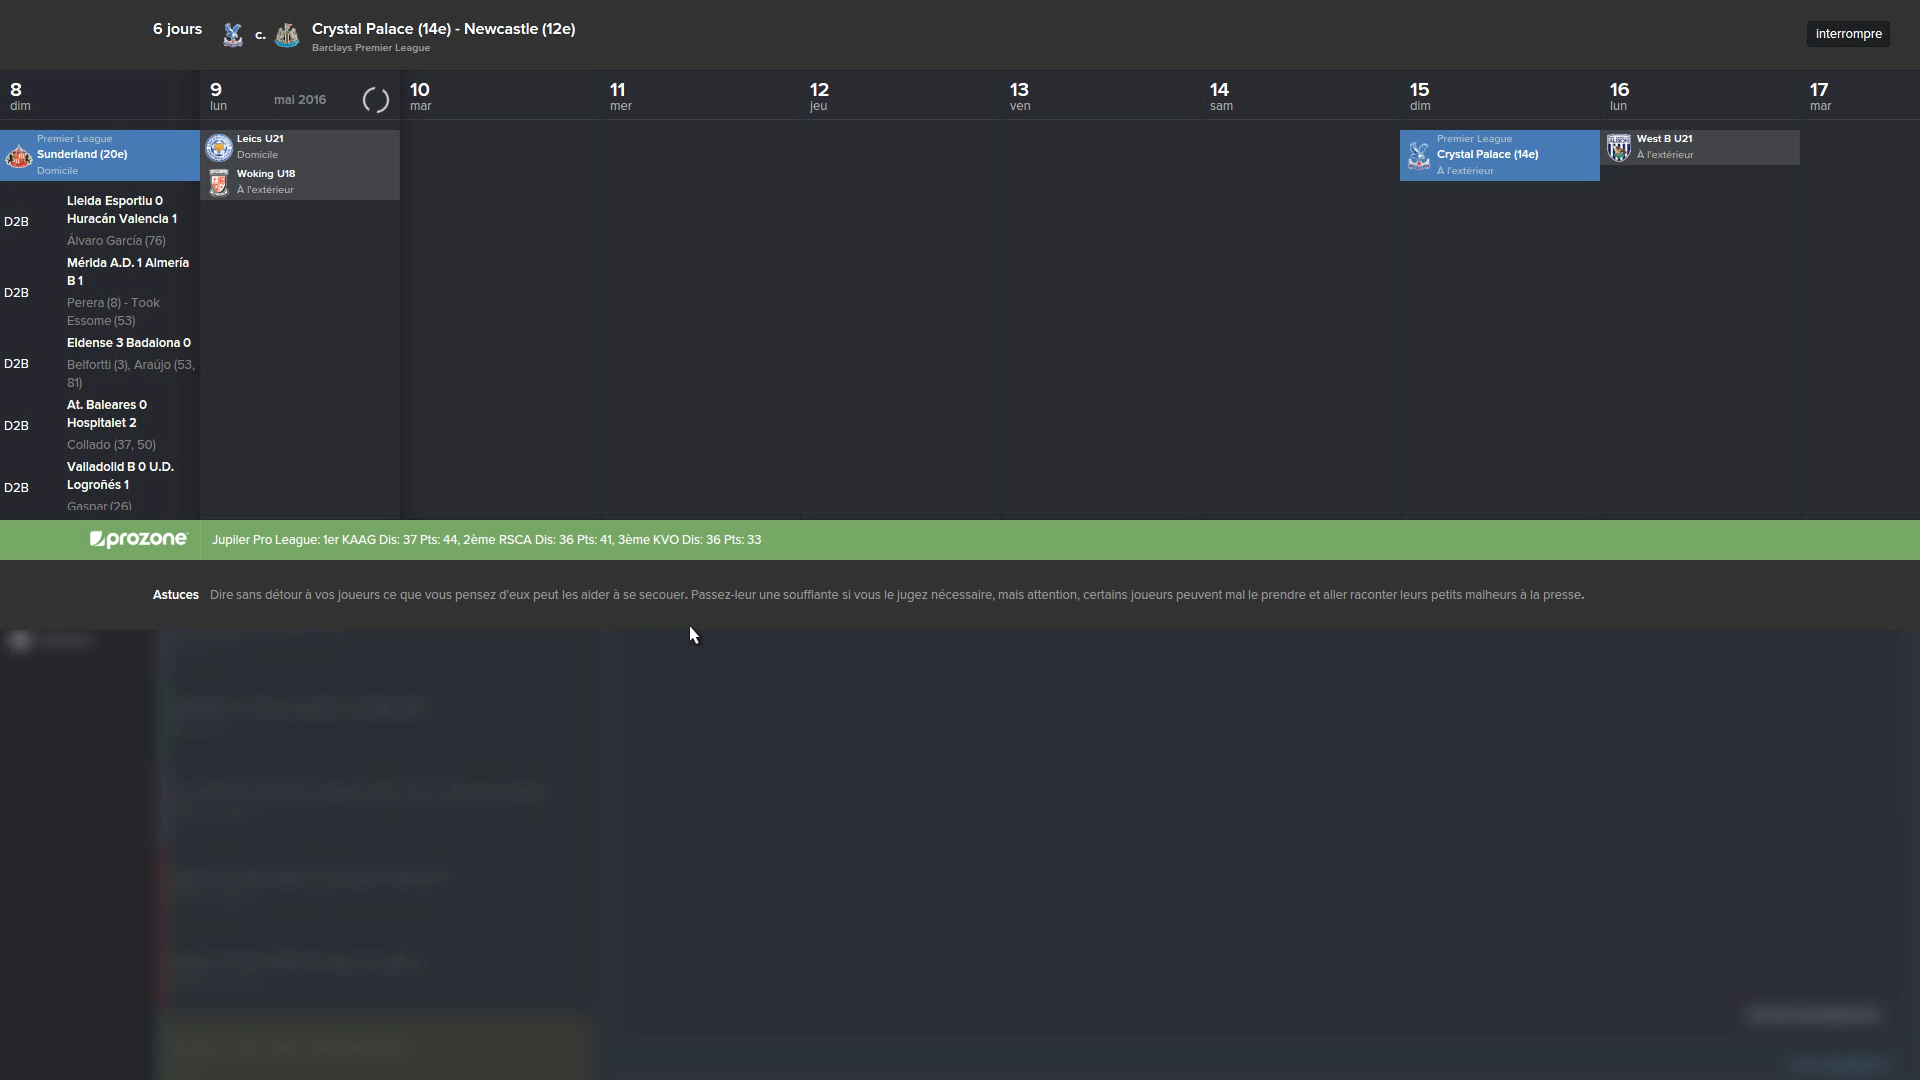 6 jours
c.
Crystal Palace (14e) - Newcastle (12e)
Barclays Premier League
interrompre
8
dim
9
lun
mai 2016
10
mar
11
mer
12
jeu
13
ven
14
sam
15
dim
16
lun
17
mar
Premier League
Sunderland (20e)
Domicile
Leics U21
Domicile
Woking U18
À l'extérieur
Premier League
Crystal Palace (14e)
À l'extérieur
West B U21
À l'extérieur
D2B
Lleida Esportiu 0
Huracán Valencia 1
Álvaro García (76)
D2B
Mérida A.D. 1 Almería
B 1
Perera (8) - Took
Essome (53)
D2B
Eldense 3 Badalona 0
Belfortti (3), Araújo (53,
81)
D2B
At. Baleares 0
Hospitalet 2
Collado (37, 50)
D2B
Valladolid B 0 U.D.
Logroñés 1
Gaspar (26)
prozone
Jupiler Pro League: 1er KAAG Dis: 37 Pts: 44, 2ème RSCA Dis: 36 Pts: 41, 3ème KVO Dis: 36 Pts: 33
Astuces
Dire sans détour à vos joueurs ce que vous pensez d'eux peut les aider à se secouer. Passez-leur une soufflante si vous le jugez nécessaire, mais attention, certains joueurs peuvent mal le prendre et aller raconter leurs petits malheurs à la presse.